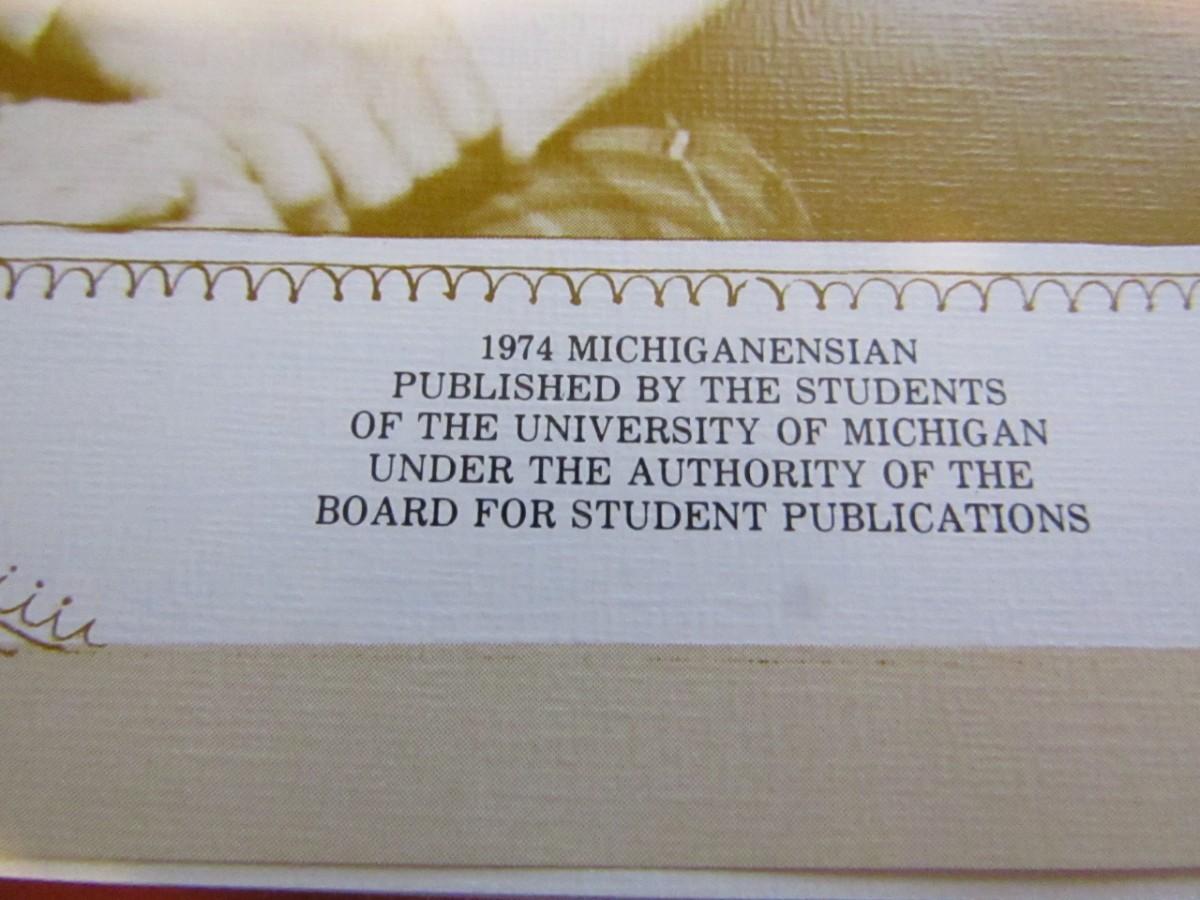 1974 MICHIGANENSIAN
PUBLISHED BY THE STUDENTS
OF THE UNIVERSITY OF MICHIGAN
UNDER THE AUTHORITY OF THE
BOARD FOR STUDENT PUBLICATIONS